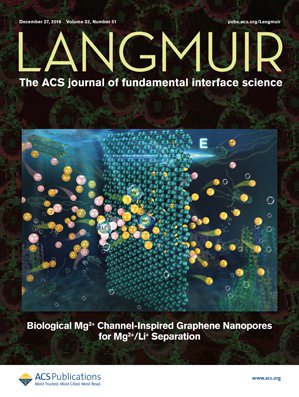 December 27, 2016 Volume 32, Number 51 pubs.acs.org/Langmuir
LANGMUIR
The ACS journal of fundamental interface science
E
Biological Mg²⁺ Channel-Inspired Graphene Nanopores
for Mg²⁺/Li⁺ Separation
ACS Publications
Most Trusted. Most Cited. Most Read.
www.acs.org